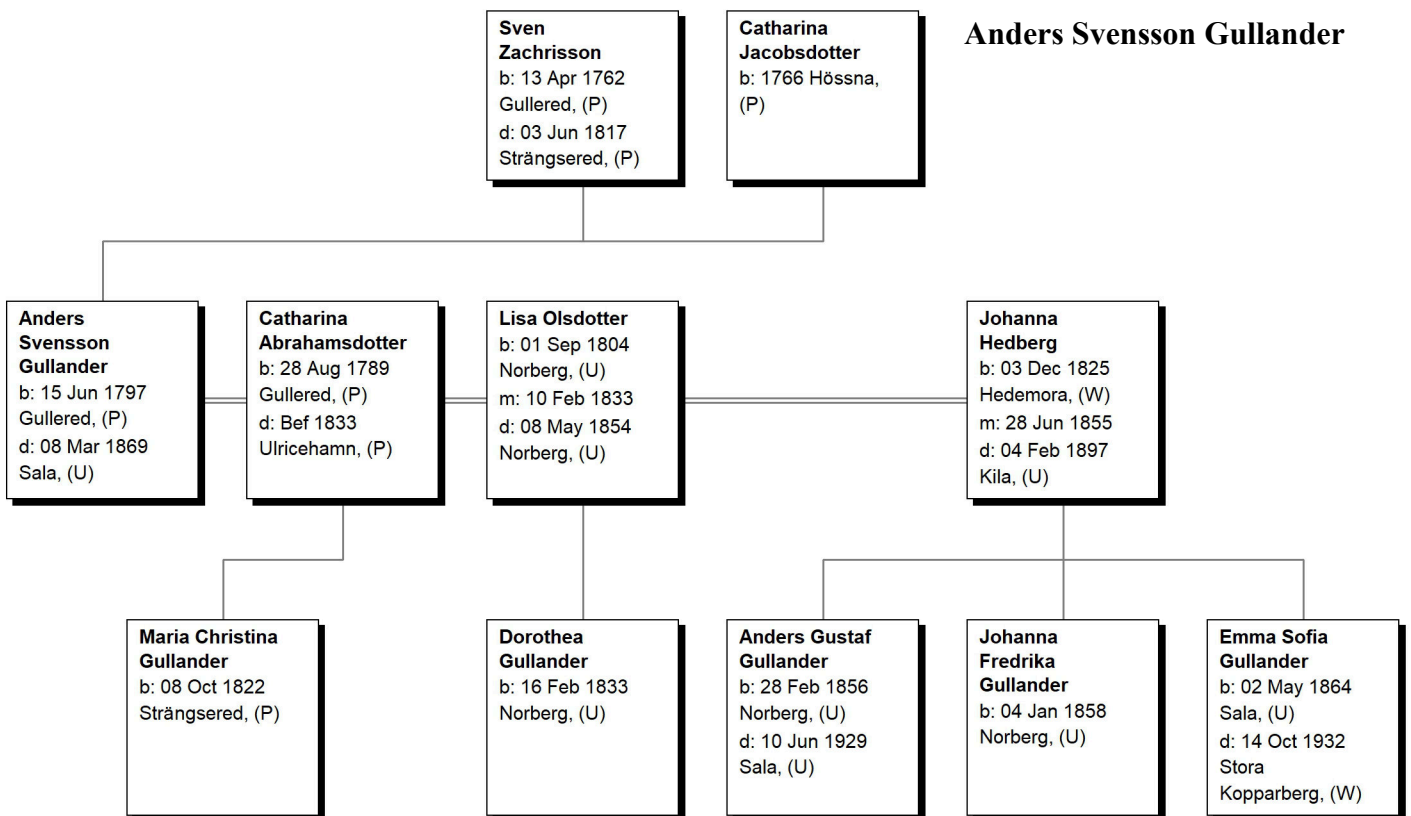 Anders Svensson Gullander
Sven
Zachrisson
b: 13 Apr 1762
Gullered, (P)
d: 03 Jun 1817
Strängsered, (P)
Catharina
Jacobsdotter
b: 1766 Hössna,
(P)
Anders
Svensson
Gullander
b: 15 Jun 1797
Gullered, (P)
d: 08 Mar 1869
Sala, (U)
Catharina
Abrahamsdotter
b: 28 Aug 1789
Gullered, (P)
d: Bef 1833
Ulricehamn, (P)
Lisa Olsdotter
b: 01 Sep 1804
Norberg, (U)
m: 10 Feb 1833
d: 08 May 1854
Norberg, (U)
Johanna
Hedberg
b: 03 Dec 1825
Hedemora, (W)
m: 28 Jun 1855
d: 04 Feb 1897
Kila, (U)
Maria Christina
Gullander
b: 08 Oct 1822
Strängsered, (P)
Dorothea
Gullander
b: 16 Feb 1833
Norberg, (U)
Anders Gustaf
Gullander
b: 28 Feb 1856
Norberg, (U)
d: 10 Jun 1929
Sala, (U)
Johanna
Fredrika
Gullander
b: 04 Jan 1858
Norberg, (U)
Emma Sofia
Gullander
b: 02 May 1864
Sala, (U)
d: 14 Oct 1932
Stora
Kopparberg, (W)